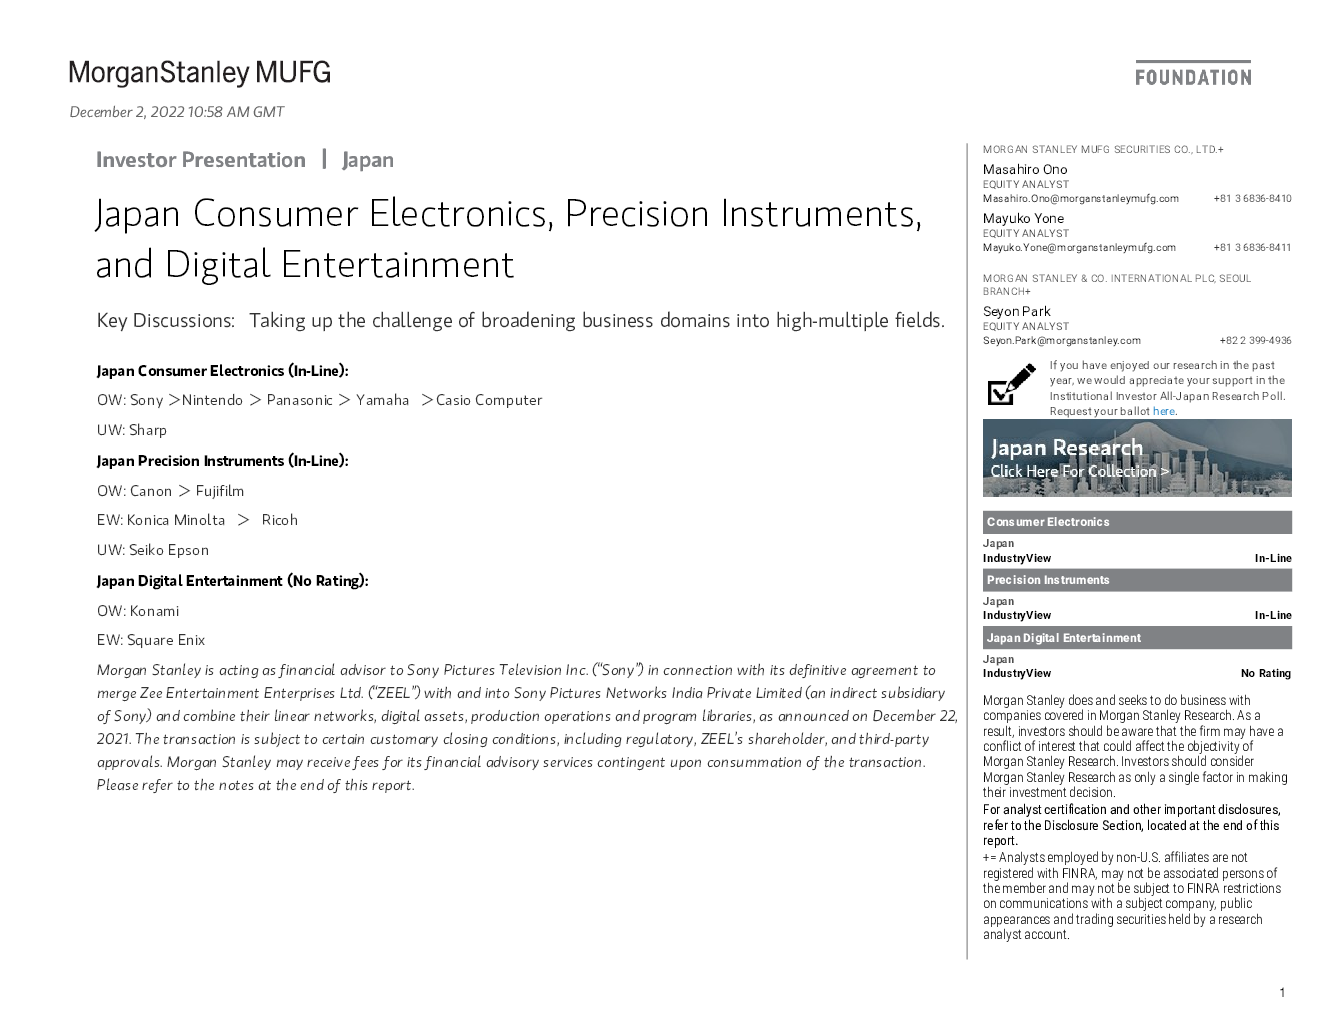 MorganStanley MUFG
FOUNDATION
December 2, 2022 10:58 AM GMT
Investor Presentation | Japan
Japan Consumer Electronics, Precision Instruments,
and Digital Entertainment
Key Discussions: Taking up the challenge of broadening business domains into high-multiple fields.
Japan Consumer Electronics (In-Line):
OW: Sony >Nintendo > Panasonic > Yamaha >Casio Computer
UW: Sharp
Japan Precision Instruments (In-Line):
OW: Canon > Fujifilm
EW: Konica Minolta > Ricoh
UW: Seiko Epson
Japan Digital Entertainment (No Rating):
OW: Konami
EW: Square Enix
Morgan Stanley is acting as financial advisor to Sony Pictures Television Inc. (“Sony”) in connection with its definitive agreement to
merge Zee Entertainment Enterprises Ltd. (“ZEEL”) with and into Sony Pictures Networks India Private Limited (an indirect subsidiary
of Sony) and combine their linear networks, digital assets, production operations and program libraries, as announced on December 22,
2021. The transaction is subject to certain customary closing conditions, including regulatory, ZEEL’s shareholder, and third-party
approvals. Morgan Stanley may receive fees for its financial advisory services contingent upon consummation of the transaction.
Please refer to the notes at the end of this report.
MORGAN STANLEY MUFG SECURITIES CO., LTD.+
Masahiro Ono
EQUITY ANALYST
Masahiro.Ono@morganstanleymufg.com +81 3 6836-8410
Mayuko Yone
EQUITY ANALYST
Mayuko.Yone@morganstanleymufg.com +81 3 6836-8411
MORGAN STANLEY & CO. INTERNATIONAL PLC, SEOUL
BRANCH+
Seyon Park
EQUITY ANALYST
Seyon.Park@morganstanley.com +82 2 399-4936
If you have enjoyed our research in the past
year, we would appreciate your support in the
Institutional Investor All-Japan Research Poll.
Request your ballot here.
Japan Research
Click Here For Collection >
Consumer Electronics
Japan
IndustryView In-Line
Precision Instruments
Japan
IndustryView In-Line
Japan Digital Entertainment
Japan
IndustryView No Rating
Morgan Stanley does and seeks to do business with
companies covered in Morgan Stanley Research. As a
result, investors should be aware that the firm may have a
conflict of interest that could affect the objectivity of
Morgan Stanley Research. Investors should consider
Morgan Stanley Research as only a single factor in making
their investment decision.
For analyst certification and other important disclosures,
refer to the Disclosure Section, located at the end of this
report.
+= Analysts employed by non-U.S. affiliates are not
registered with FINRA, may not be associated persons of
the member and may not be subject to FINRA restrictions
on communications with a subject company, public
appearances and trading securities held by a research
analyst account.
1